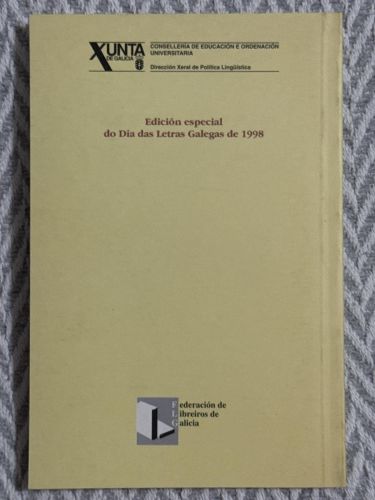 XUNTA
DE GALICIA
CONSELLERÍA DE EDUCACIÓN E ORDENACIÓN
UNIVERSITARIA
Dirección Xeral de Política Lingüística
Edición especial
do Día das Letras Galegas de 1998
Federación de
Libreiros de
Galicia